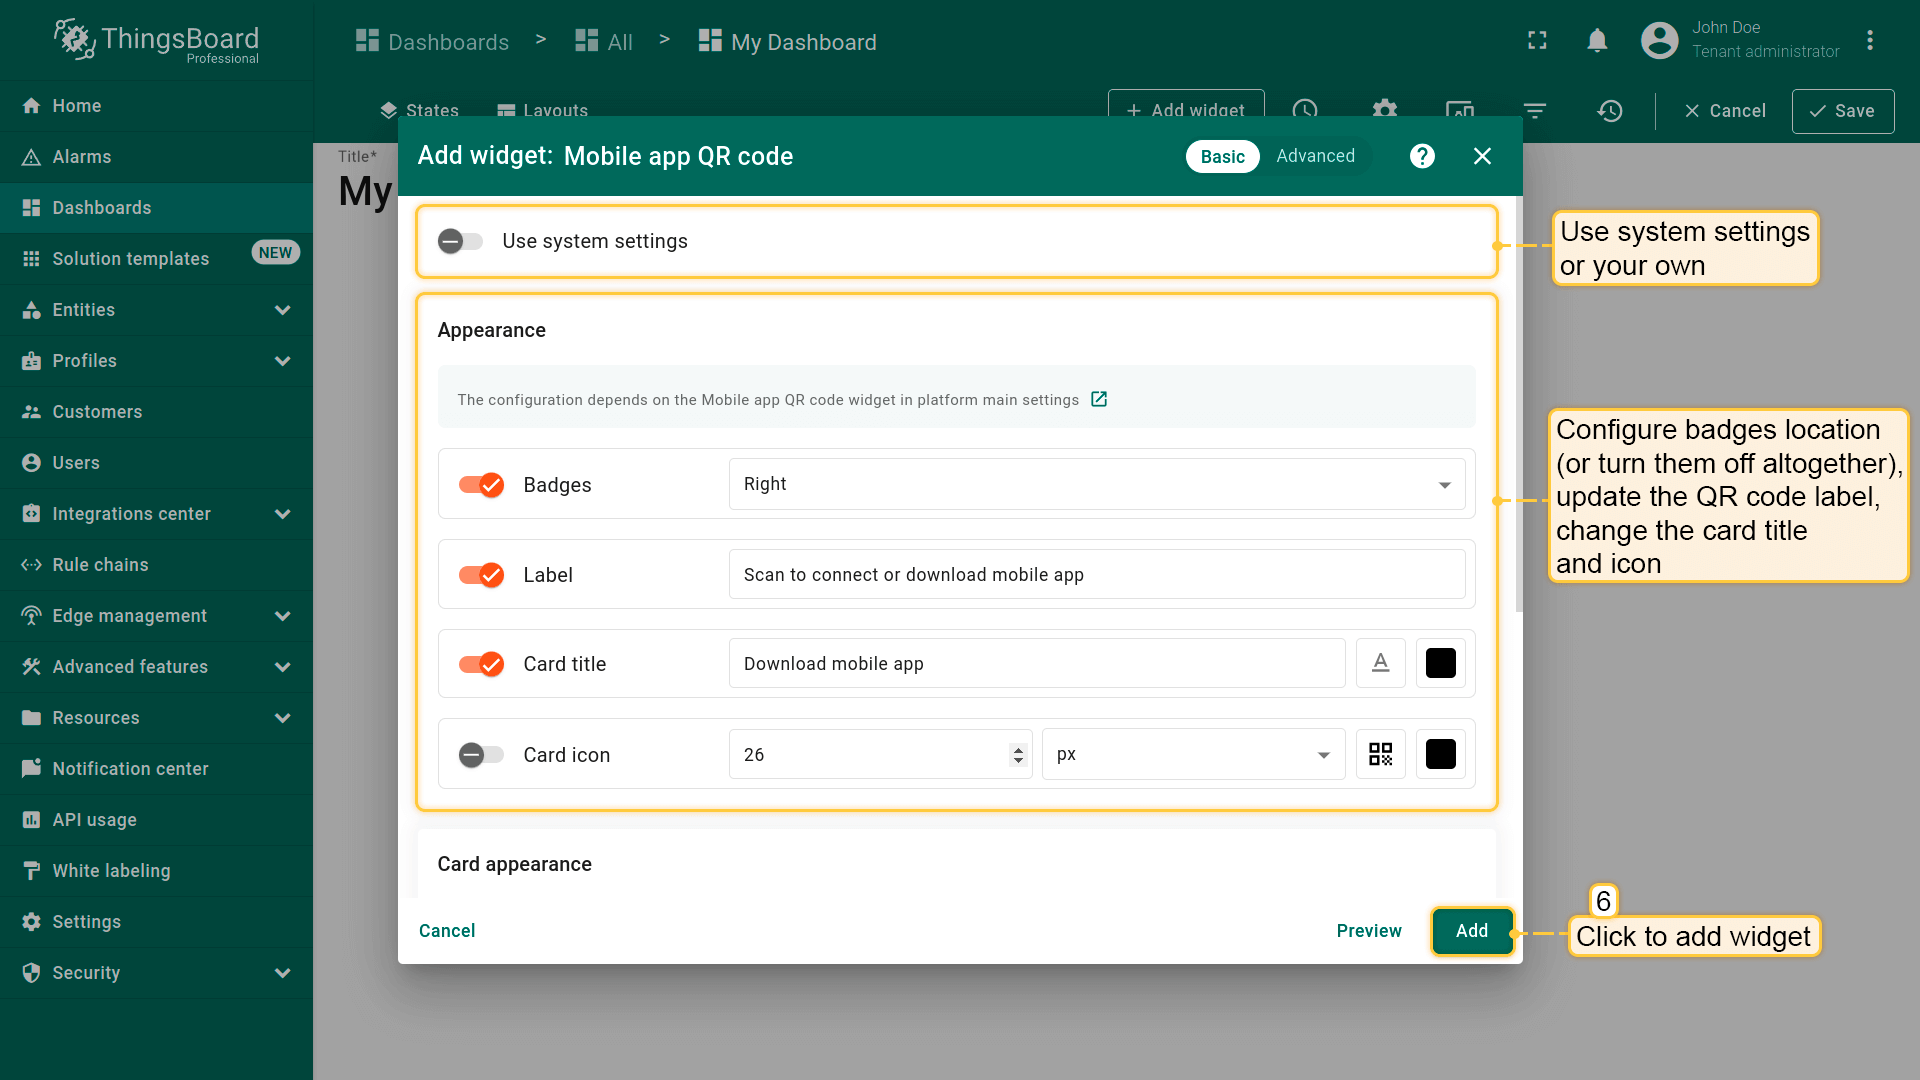 ThingsBoard
Professional
Dashboards > All > My Dashboard
John Doe
Tenant administrator
Home
Alarms
Dashboards
Solution templates NEW
Entities
Profiles
Customers
Users
Integrations center
Rule chains
Edge management
Advanced features
Resources
Notification center
API usage
White labeling
Settings
Security
States Layouts + Add widget Cancel Save
Title*
My
Add widget: Mobile app QR code Basic Advanced ?
Use system settings
Appearance
The configuration depends on the Mobile app QR code widget in platform main settings
Badges Right
Label Scan to connect or download mobile app
Card title Download mobile app A
Card icon 26 px
Card appearance
Cancel Preview Add
Use system settings
or your own
Configure badges location
(or turn them off altogether),
update the QR code label,
change the card title
and icon
6
Click to add widget